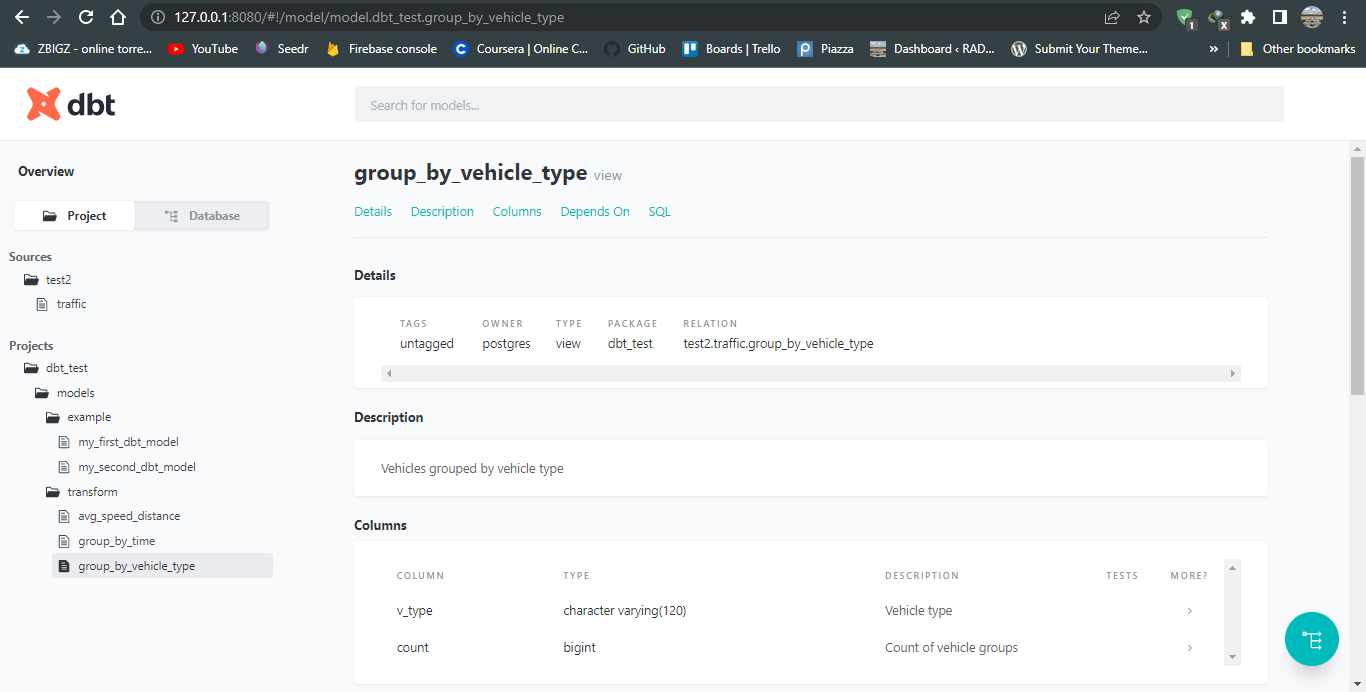 127.0.0.1:8080/#!/model/model.dbt_test.group_by_vehicle_type
1
x
ZBIGZ - online torre...
YouTube
Seedr
Firebase console
C
Coursera | Online C...
GitHub
Boards | Trello
Piazza
Dashboard ‹ RAD...
Submit Your Theme...
»
Other bookmarks
dbt
Search for models...
Overview
Project
Database
Sources
test2
traffic
Projects
dbt_test
models
example
my_first_dbt_model
my_second_dbt_model
transform
avg_speed_distance
group_by_time
group_by_vehicle_type
group_by_vehicle_type view
Details Description Columns Depends On SQL
Details
TAGS OWNER TYPE PACKAGE RELATION
untagged postgres view dbt_test test2.traffic.group_by_vehicle_type
Description
Vehicles grouped by vehicle type
Columns
COLUMN TYPE DESCRIPTION TESTS MORE?
v_type character varying(120) Vehicle type
count bigint Count of vehicle groups